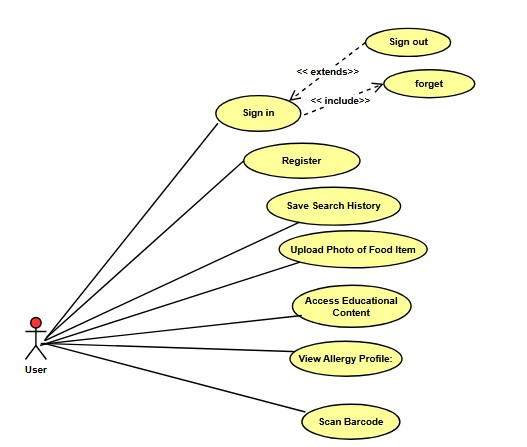 Sign out
<< extends>>
forget
<< include>>
Sign in
Register
Save Search History
Upload Photo of Food Item
Access Educational
Content
View Allergy Profile:
User
Scan Barcode